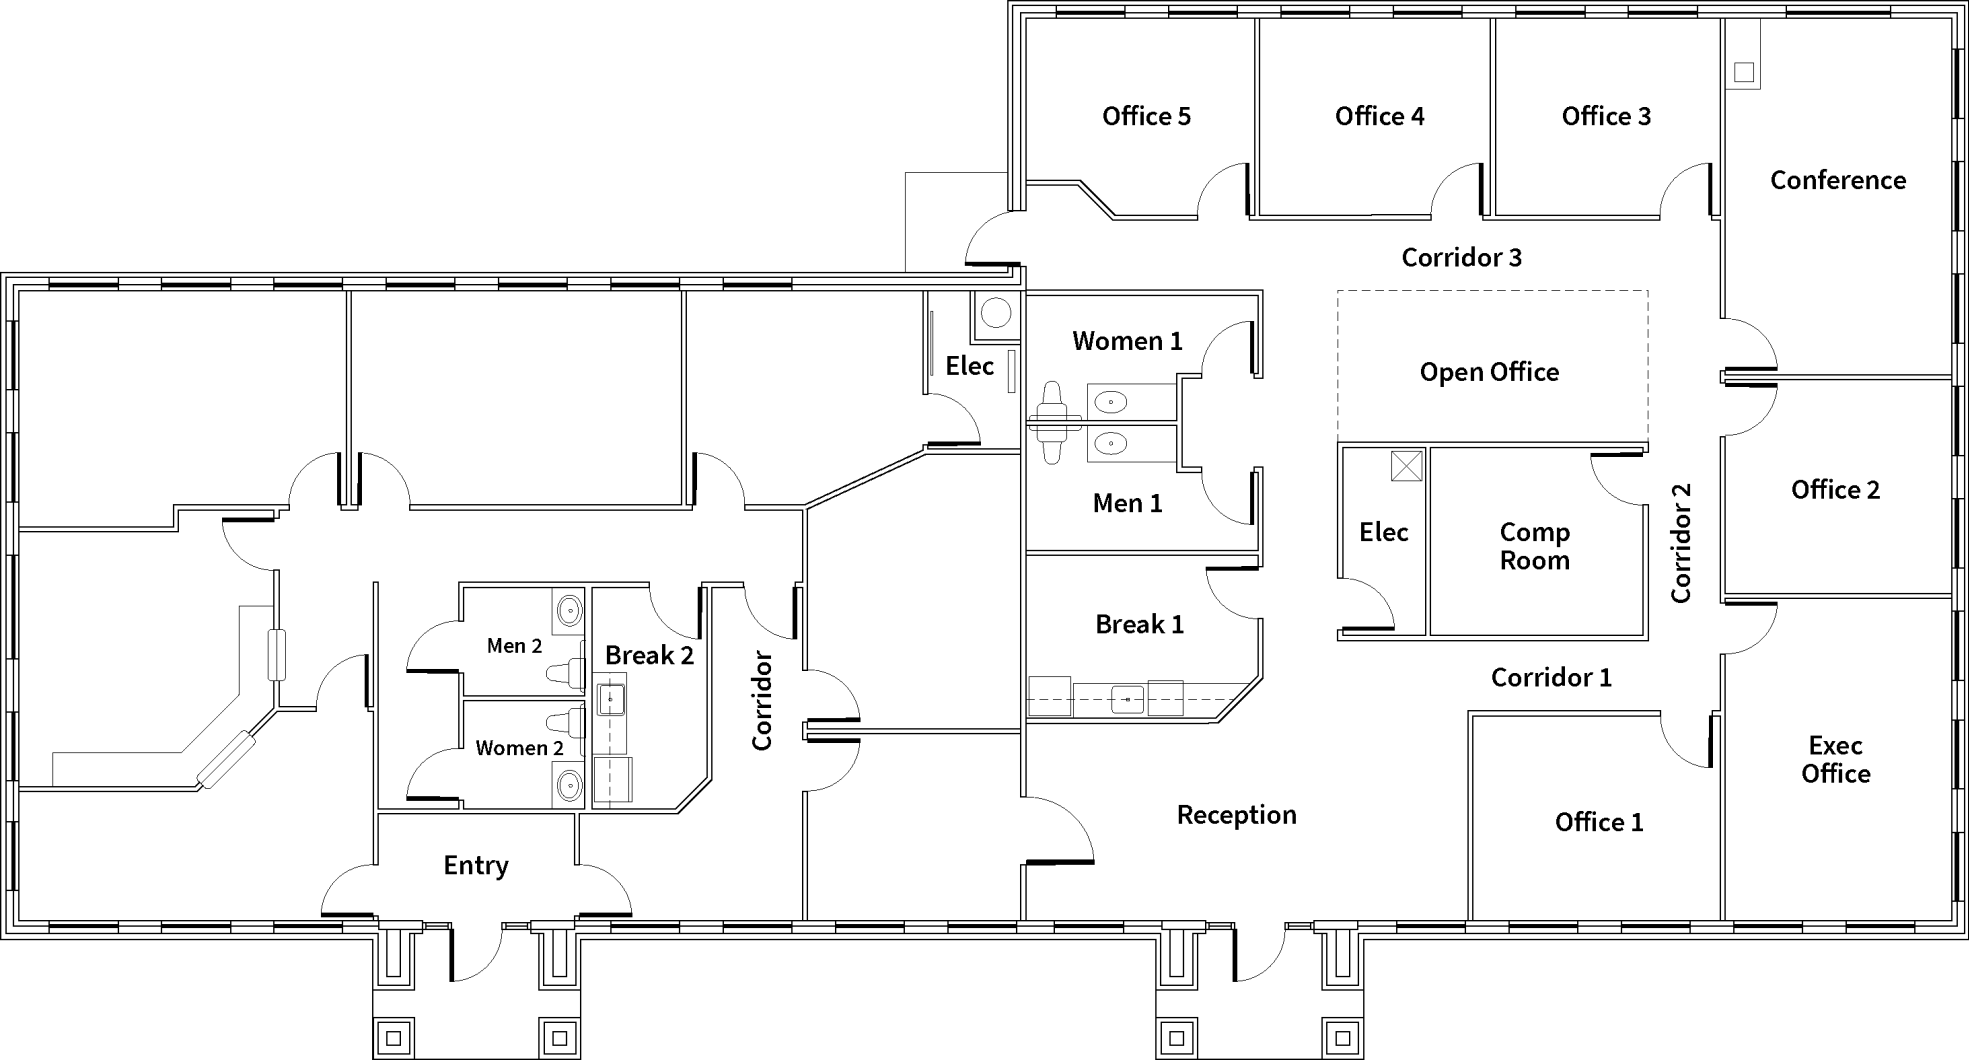 Office 5
Office 4
Office 3
Conference
Corridor 3
Women 1
Elec
Open Office
Office 2
Men 1
Elec
Comp
Room
Corridor 2
Break 1
Men 2
Break 2
Corridor
Corridor 1
Women 2
Exec
Office
Reception
Office 1
Entry